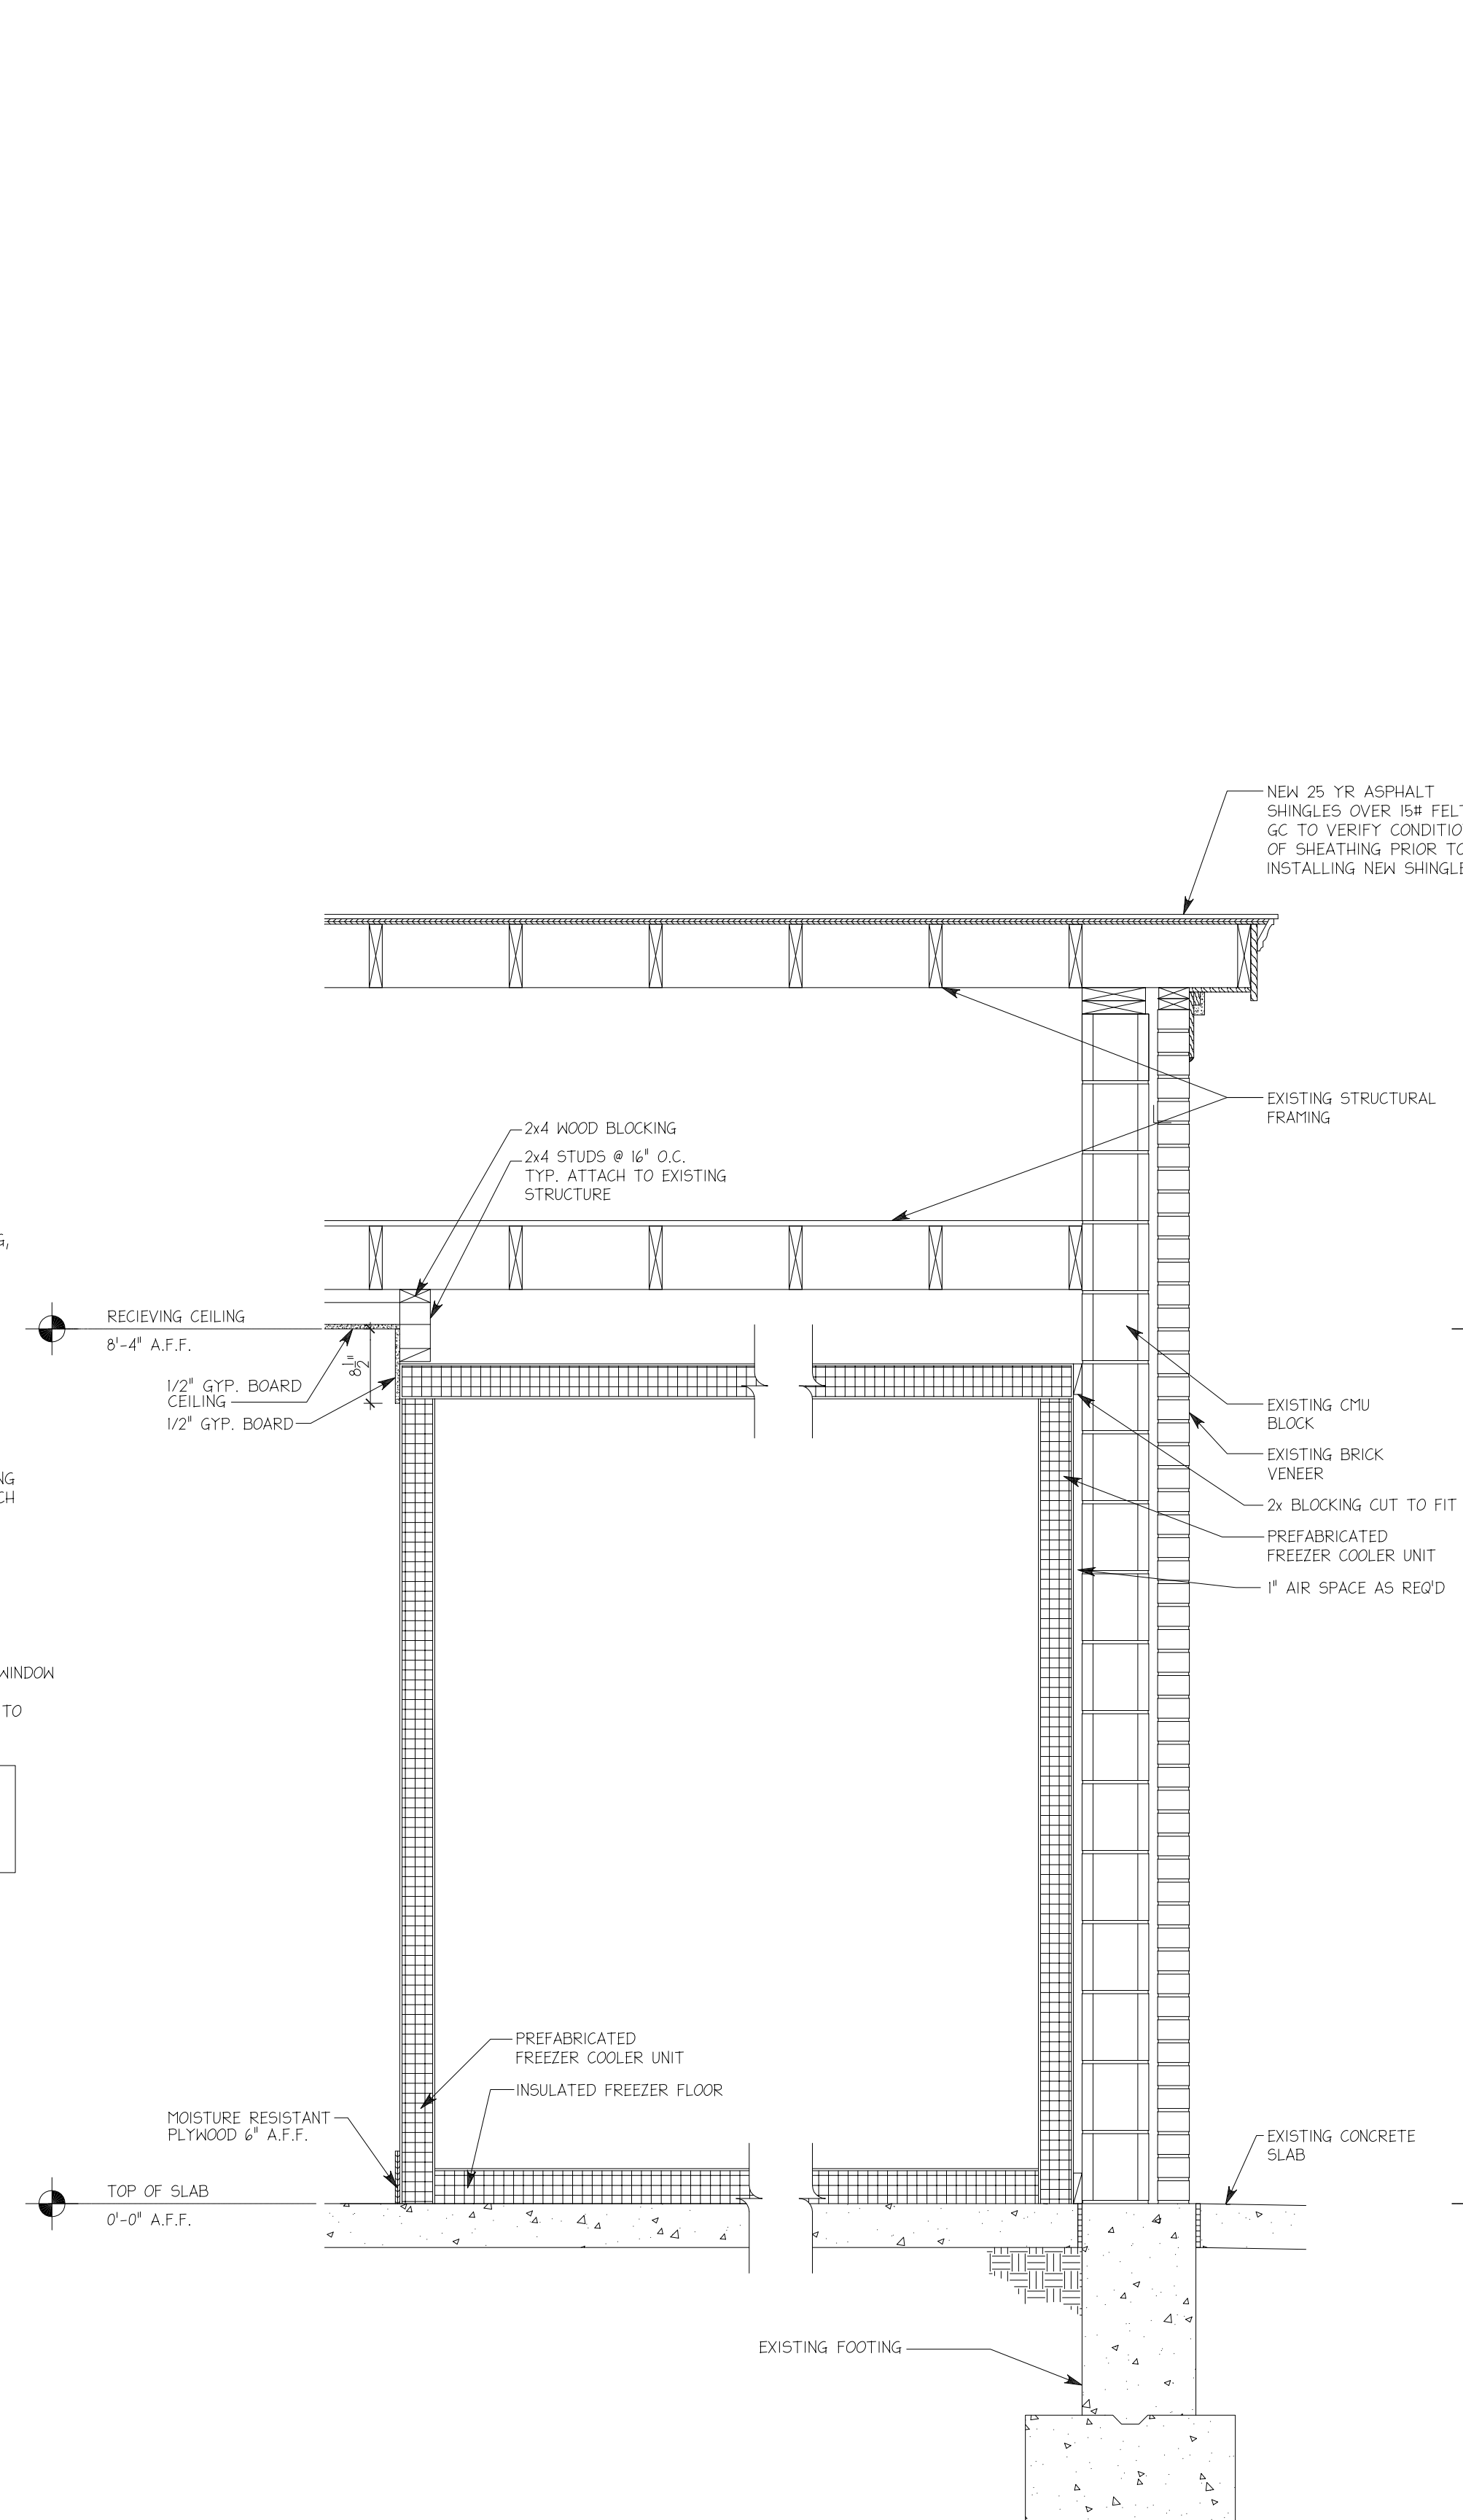 NEW 25 YR ASPHALT
SHINGLES OVER 15# FELT
GC TO VERIFY CONDITIO
OF SHEATHING PRIOR TO
INSTALLING NEW SHINGLE
EXISTING STRUCTURAL
FRAMING
2x4 WOOD BLOCKING
2x4 STUDS @ 16" O.C.
TYP. ATTACH TO EXISTING
STRUCTURE
G,
RECIEVING CEILING
8'-4" A.F.F.
8 1/2"
1/2" GYP. BOARD
CEILING
1/2" GYP. BOARD
EXISTING CMU
BLOCK
EXISTING BRICK
VENEER
2x BLOCKING CUT TO FIT
PREFABRICATED
FREEZER COOLER UNIT
1" AIR SPACE AS REQ'D
NG
CH
WINDOW
TO
PREFABRICATED
FREEZER COOLER UNIT
INSULATED FREEZER FLOOR
MOISTURE RESISTANT
PLYWOOD 6" A.F.F.
EXISTING CONCRETE
SLAB
TOP OF SLAB
0'-0" A.F.F.
EXISTING FOOTING